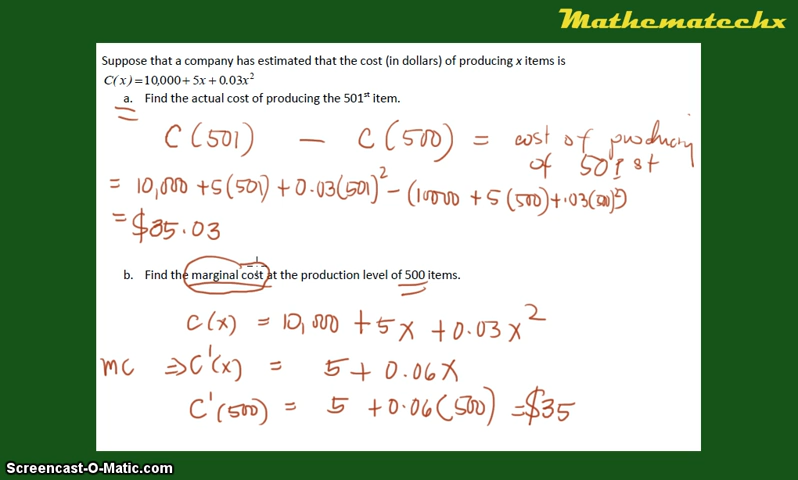 Mathematechx
Suppose that a company has estimated that the cost (in dollars) of producing x items is
C(x)=10,000+5x+0.03x²
a. Find the actual cost of producing the 501ˢᵗ item.
C(501) – C(500) = cost of producing
of 501st
= 10,000 +5(501)+0.03(501)² –(10000 +5(500)+.03(500)²)
= $35.03
b. Find the marginal cost at the production level of 500 items.
C(x) = 10,000 +5x +0.03x²
MC ⇒C'(x) = 5+0.06x
C'(500) = 5 +0.06(500) =$35
Screencast-O-Matic.com